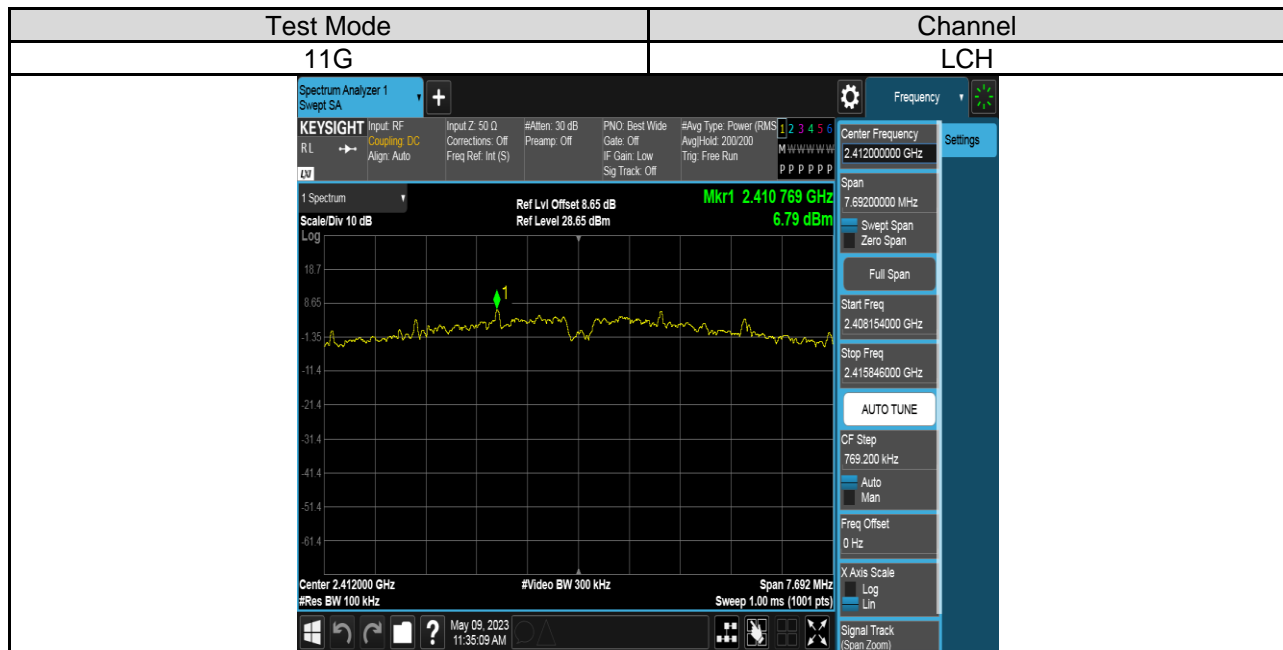 Test Mode Channel
11G LCH
Spectrum Analyzer 1
Swept SA
+
Frequency
KEYSIGHT
RL
LXI
Input: RF
Coupling: DC
Align: Auto
Input Z: 50 Ω
Corrections: Off
Freq Ref: Int (S)
#Atten: 30 dB
Preamp: Off
PNO: Best Wide
Gate: Off
IF Gain: Low
Sig Track: Off
#Avg Type: Power (RMS
Avg|Hold: 200/200
Trig: Free Run
1 2 3 4 5 6
M W W W W W
P P P P P P
1 Spectrum
Scale/Div 10 dB
Log
Ref Lvl Offset 8.65 dB
Ref Level 28.65 dBm
Mkr1 2.410 769 GHz
6.79 dBm
18.7
8.65
-1.35
-11.4
-21.4
-31.4
-41.4
-51.4
-61.4
1
Center 2.412000 GHz
#Res BW 100 kHz
#Video BW 300 kHz
Span 7.692 MHz
Sweep 1.00 ms (1001 pts)
Center Frequency
2.412000000 GHz
Settings
Span
7.69200000 MHz
Swept Span
Zero Span
Full Span
Start Freq
2.408154000 GHz
Stop Freq
2.415846000 GHz
AUTO TUNE
CF Step
769.200 kHz
Auto
Man
Freq Offset
0 Hz
X Axis Scale
Log
Lin
Signal Track
(Span Zoom)
?
May 09, 2023
11:35:09 AM